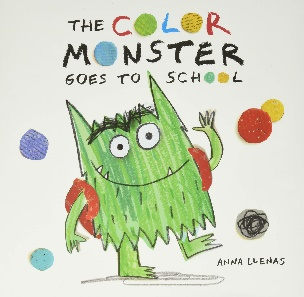 THE COLOR
MONSTER
GOES TO SCHOOL
ANNA LLENAS